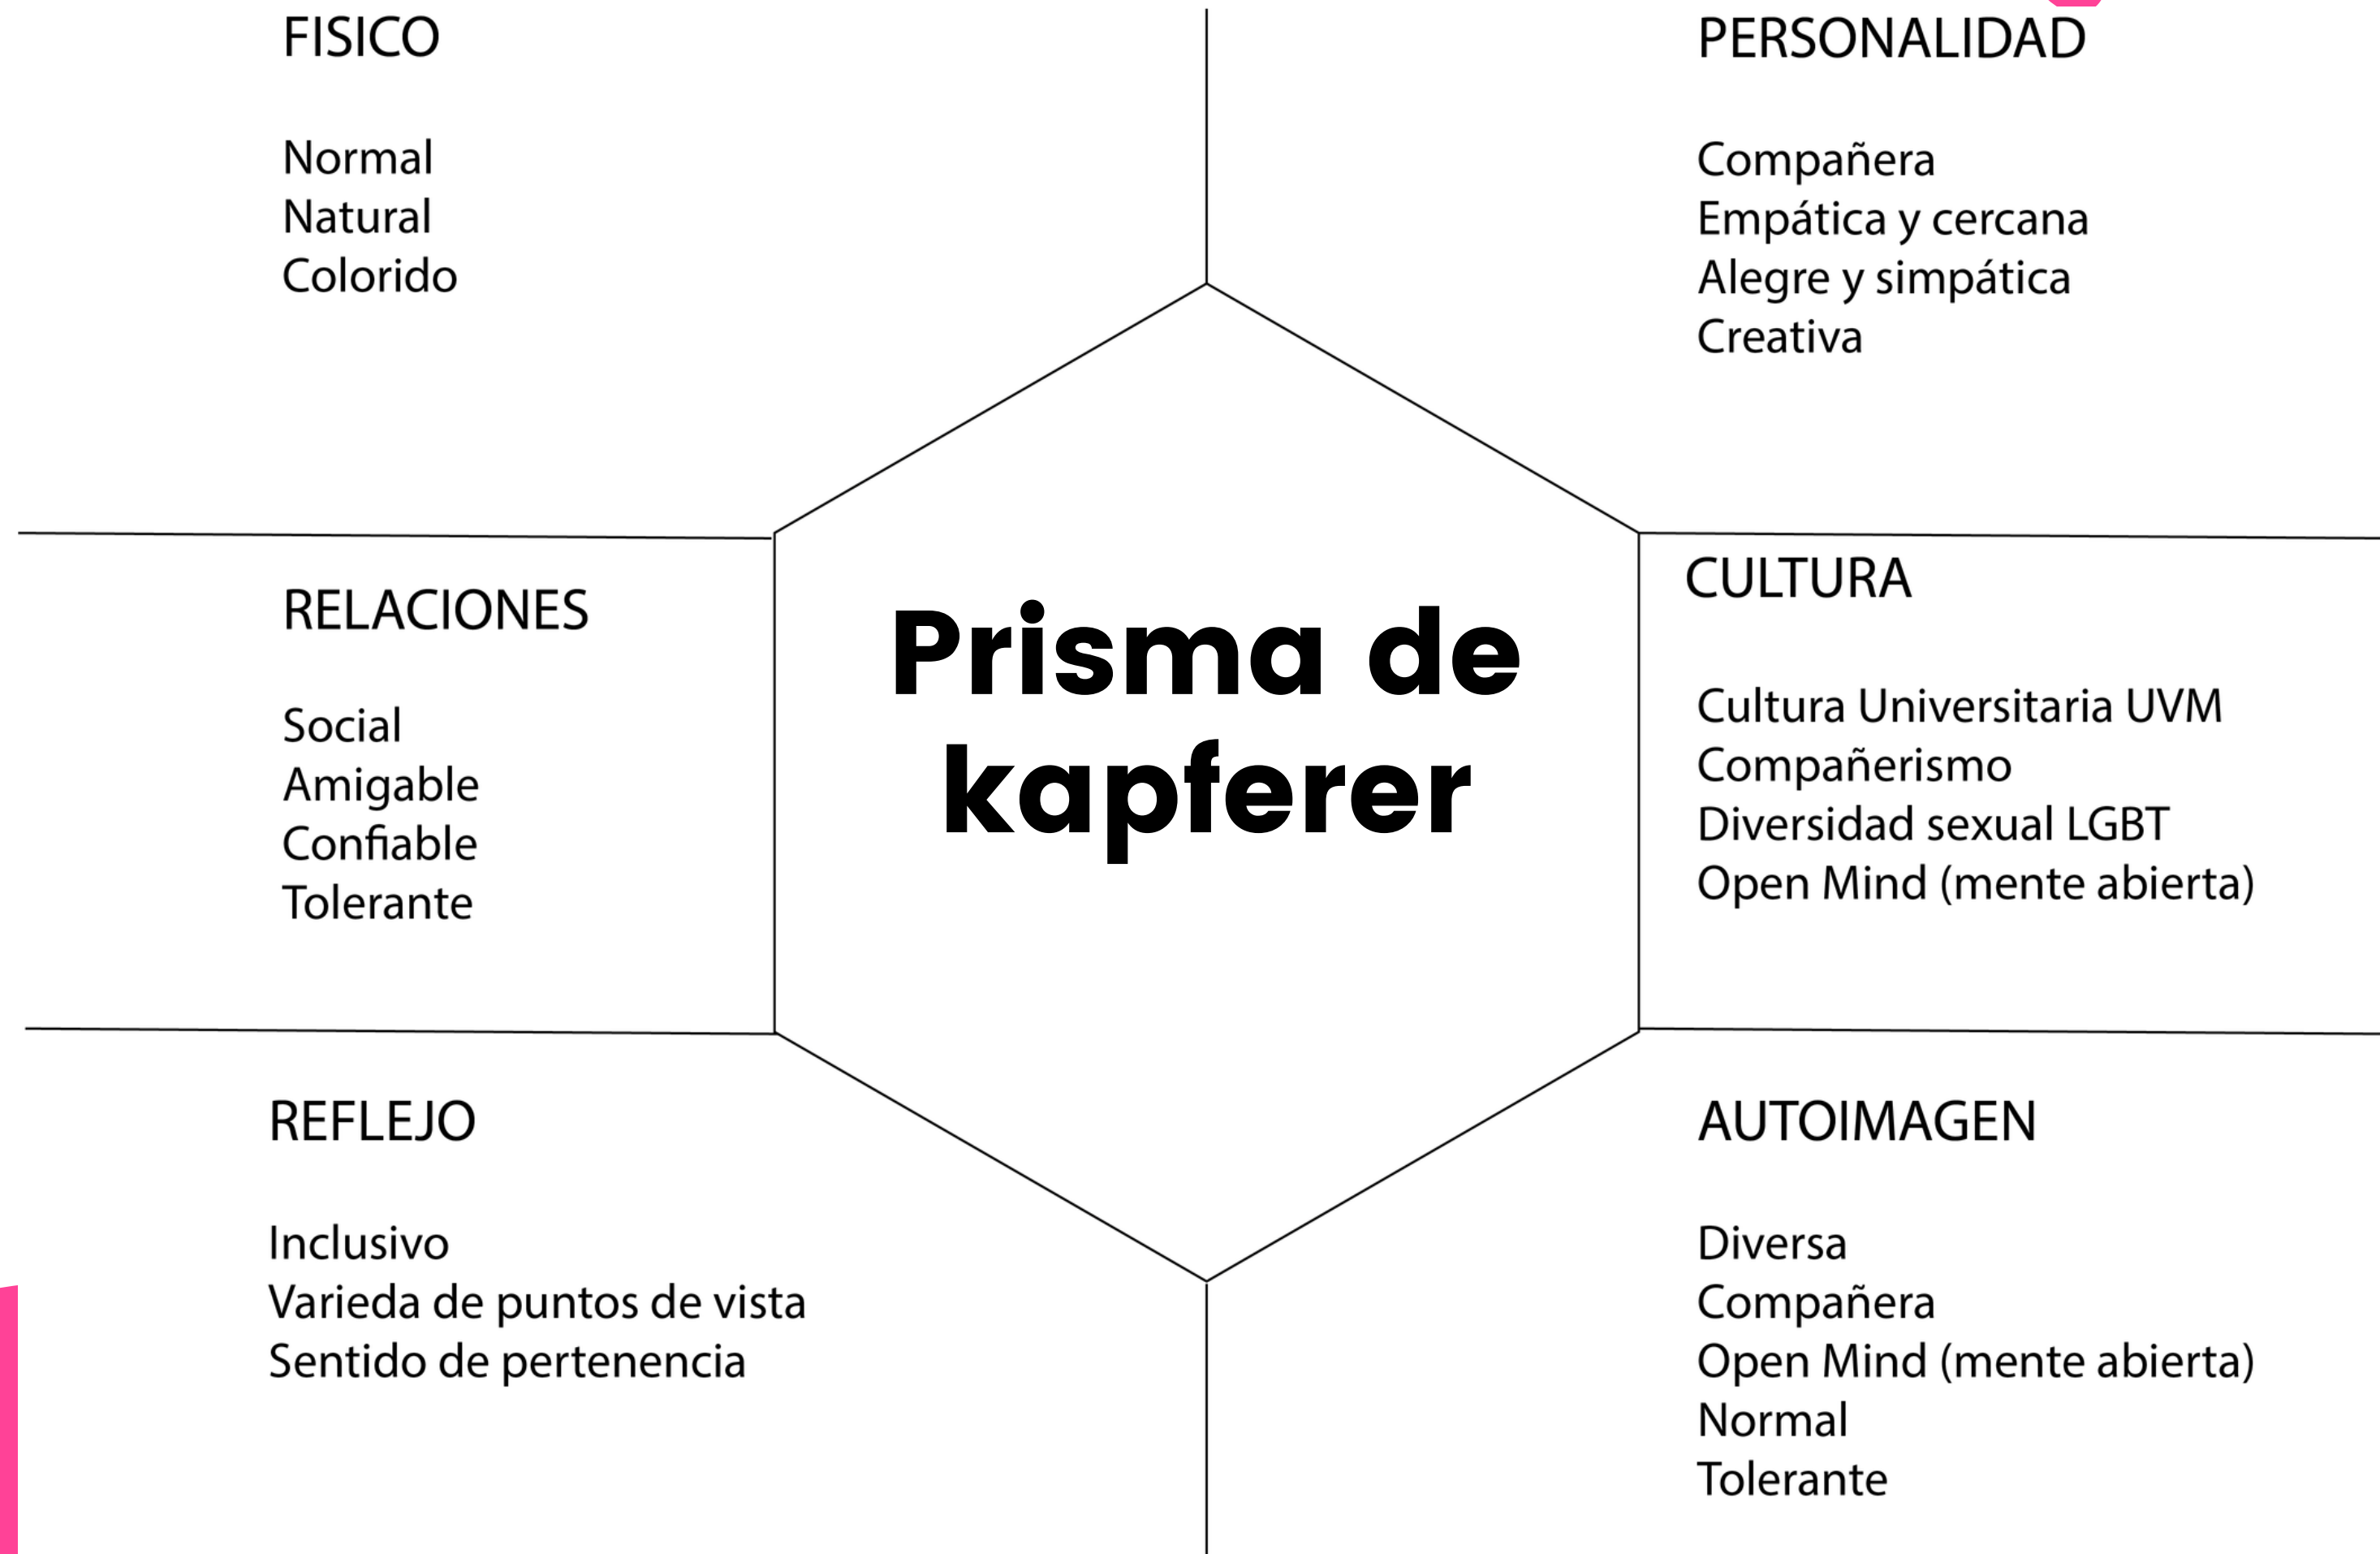 FISICO
Normal
Natural
Colorido
PERSONALIDAD
Compañera
Empática y cercana
Alegre y simpática
Creativa
RELACIONES
Social
Amigable
Confiable
Tolerante
Prisma de
kapferer
CULTURA
Cultura Universitaria UVM
Compañerismo
Diversidad sexual LGBT
Open Mind (mente abierta)
REFLEJO
Inclusivo
Varieda de puntos de vista
Sentido de pertenencia
AUTOIMAGEN
Diversa
Compañera
Open Mind (mente abierta)
Normal
Tolerante